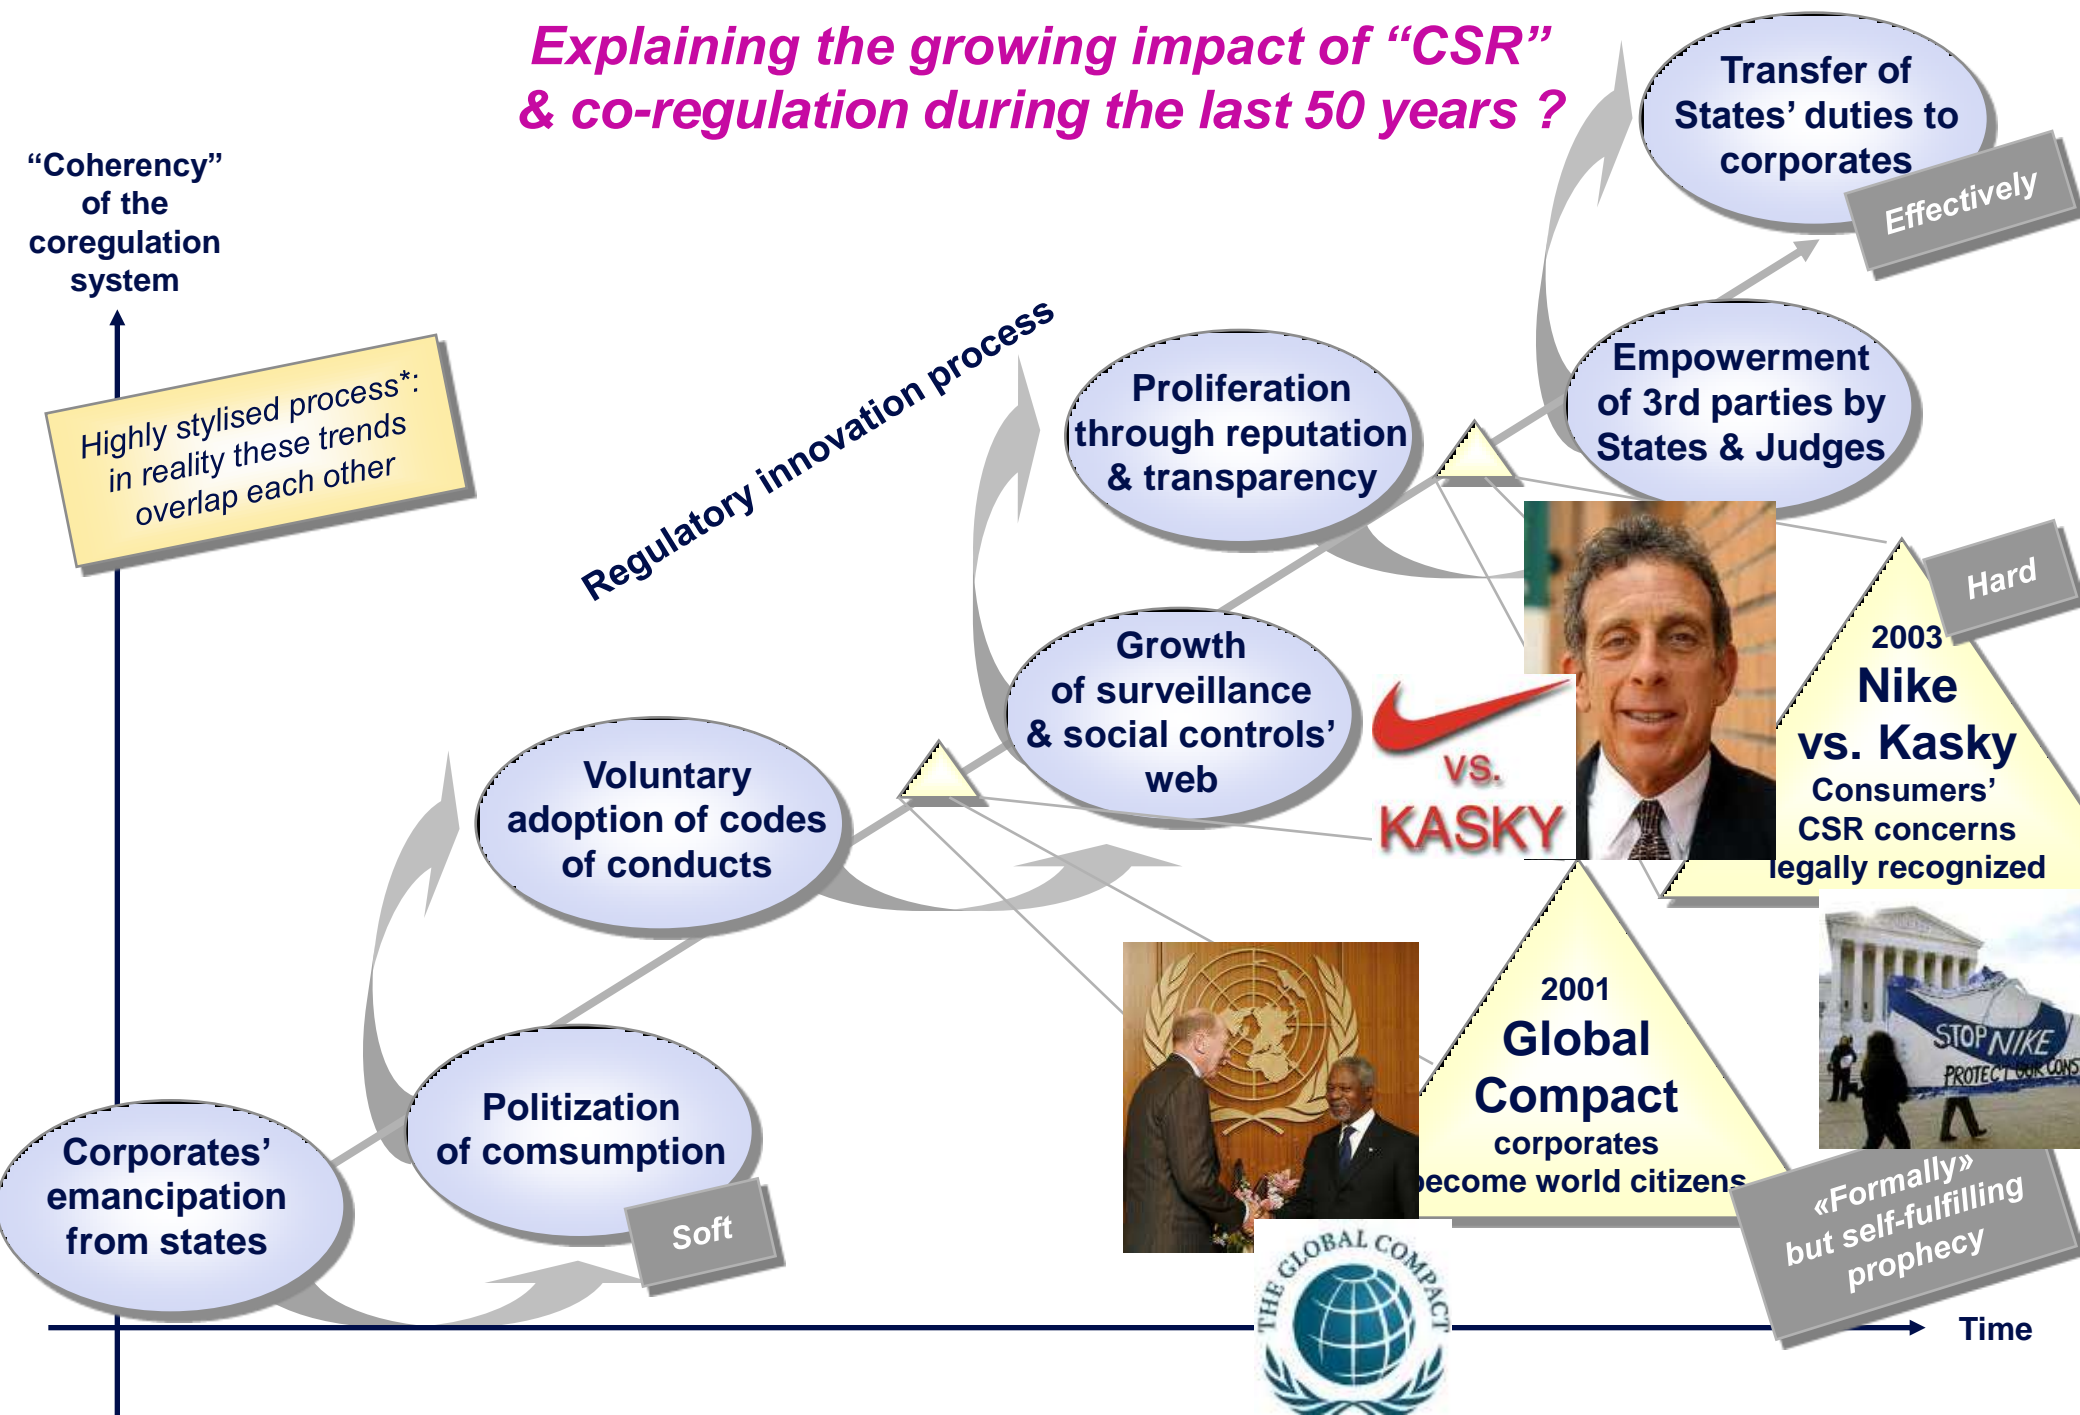 Explaining the growing impact of “CSR”
& co-regulation during the last 50 years ?
“Coherency”
of the
coregulation
system
Highly stylised process*:
in reality these trends
overlap each other
Regulatory innovation process
Transfer of
States’ duties to
corporates
Effectively
Empowerment
of 3rd parties by
States & Judges
Proliferation
through reputation
& transparency
Hard
2003
Nike
vs. Kasky
Consumers’
CSR concerns
legally recognized
Growth
of surveillance
& social controls’
web
VS.
KASKY
Voluntary
adoption of codes
of conducts
STOP NIKE
PROTECT OUR CONS
2001
Global
Compact
corporates
become world citizens
Politization
of comsumption
Soft
Corporates’
emancipation
from states
«Formally»
but self-fulfilling
prophecy
THE GLOBAL COMPACT
Time